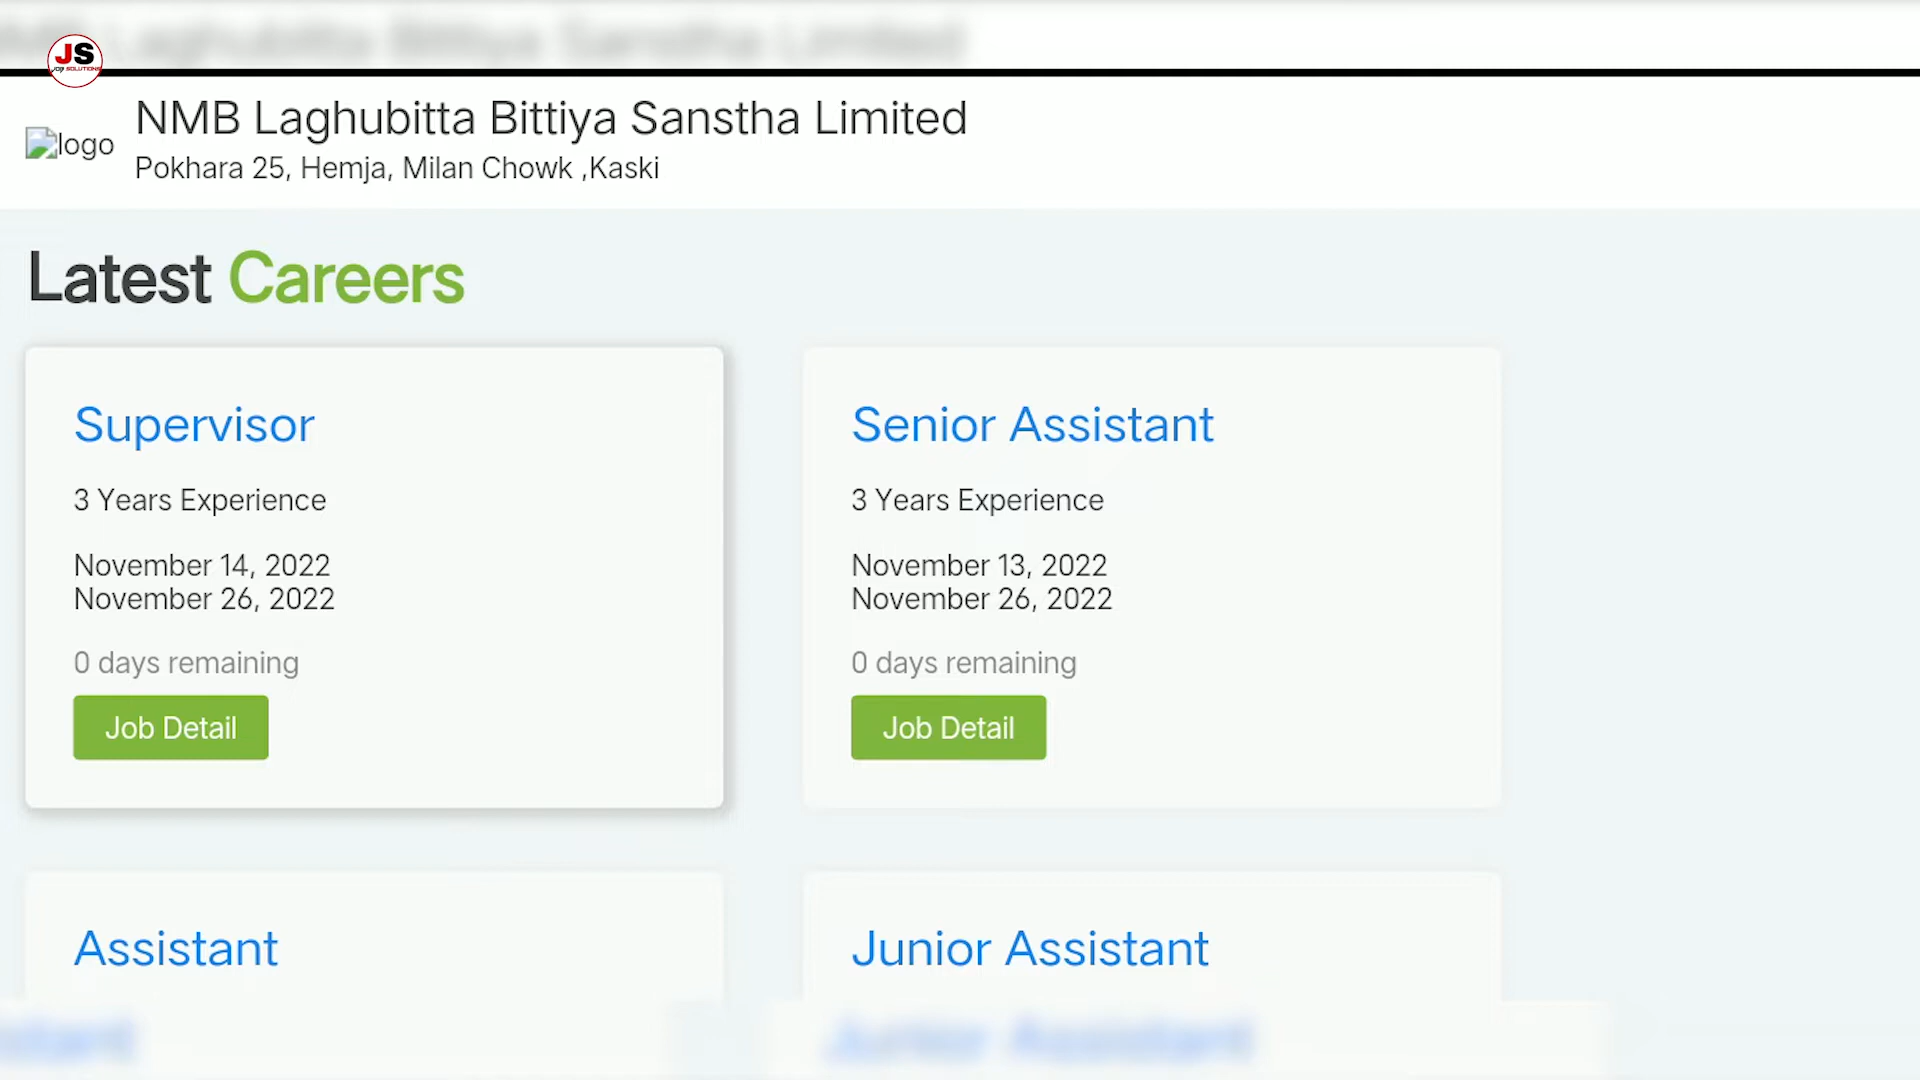 JS
JOB SOLUTIONS
logo
NMB Laghubitta Bittiya Sanstha Limited
Pokhara 25, Hemja, Milan Chowk ,Kaski
Latest Careers
Supervisor
3 Years Experience
November 14, 2022
November 26, 2022
0 days remaining
Job Detail
Senior Assistant
3 Years Experience
November 13, 2022
November 26, 2022
0 days remaining
Job Detail
Assistant
Junior Assistant